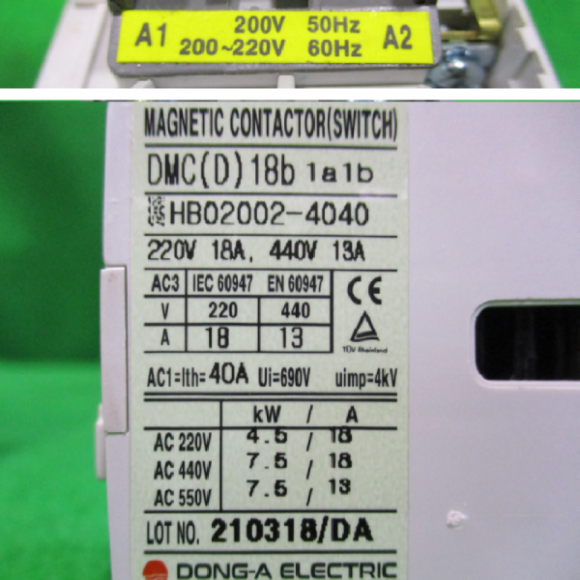 A1 200V 50Hz A2
200~220V 60Hz
MAGNETIC CONTACTOR(SWITCH)
DMC(D)18b 1a1b
HB02002-4040
220V 18A, 440V 13A
AC3 IEC 60947 EN 60947 CE
V 220 440
A 18 13
TÜV Rheinland
AC1=Ith=40A Ui=690V uimp=4kV
kW / A
AC 220V 4.5 / 18
AC 440V 7.5 / 18
AC 550V 7.5 / 13
LOT NO. 210318/DA
DONG-A ELECTRIC